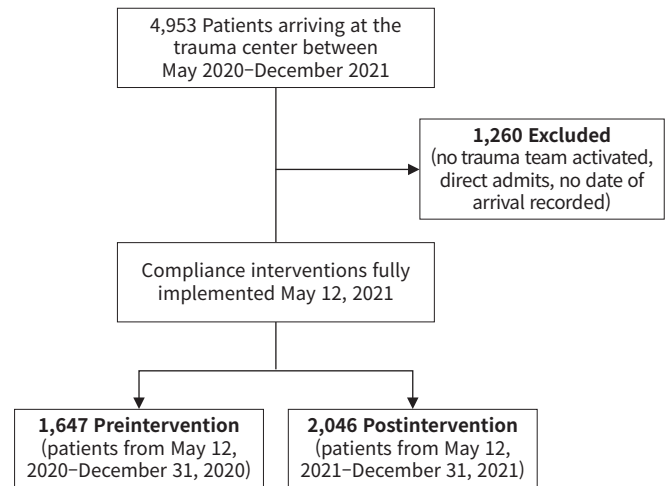 4,953 Patients arriving at the
trauma center between
May 2020–December 2021
1,260 Excluded
(no trauma team activated,
direct admits, no date of
arrival recorded)
Compliance interventions fully
implemented May 12, 2021
1,647 Preintervention
(patients from May 12,
2020–December 31, 2020)
2,046 Postintervention
(patients from May 12,
2021–December 31, 2021)